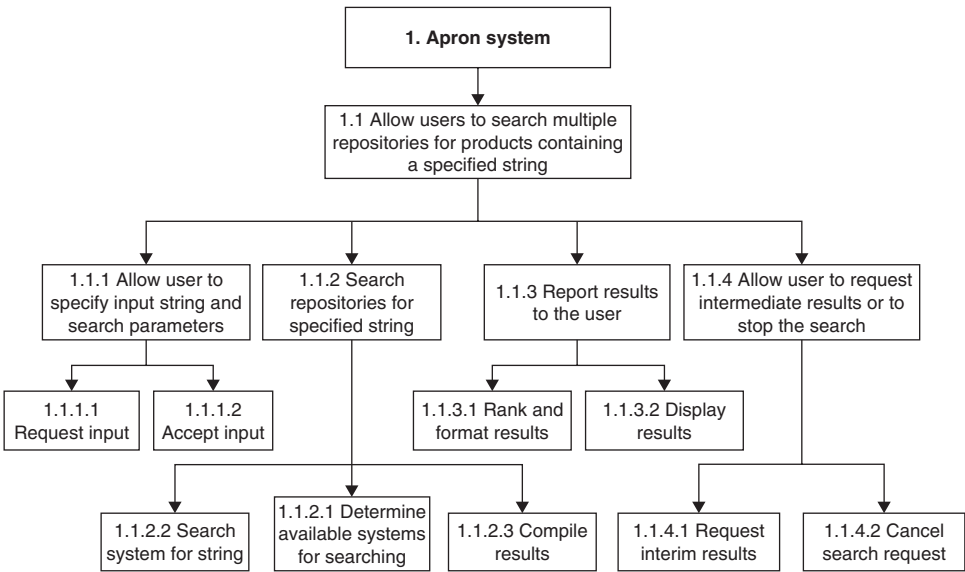 1. Apron system
1.1 Allow users to search multiple
repositories for products containing
a specified string
1.1.1 Allow user to
specify input string and
search parameters
1.1.2 Search
repositories for
specified string
1.1.3 Report results
to the user
1.1.4 Allow user to request
intermediate results or to
stop the search
1.1.1.1
Request input
1.1.1.2
Accept input
1.1.3.1 Rank and
format results
1.1.3.2 Display
results
1.1.2.2 Search
system for string
1.1.2.1 Determine
available systems
for searching
1.1.2.3 Compile
results
1.1.4.1 Request
interim results
1.1.4.2 Cancel
search request